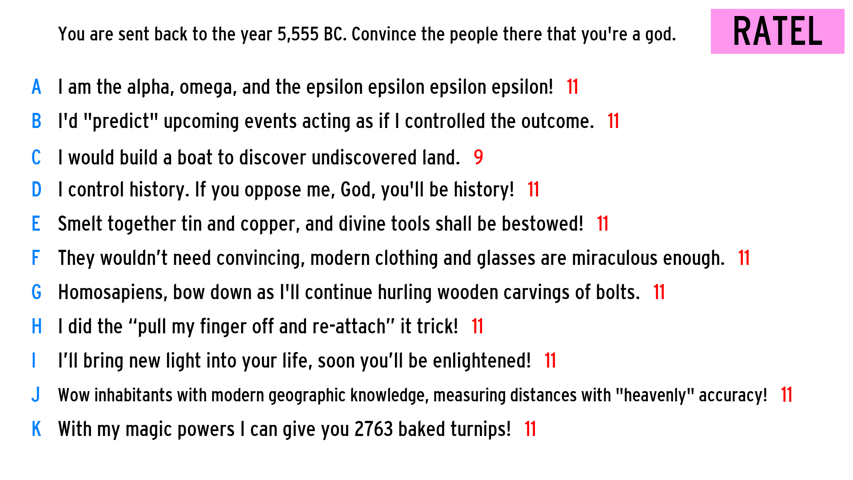 You are sent back to the year 5,555 BC. Convince the people there that you're a god.
RATEL
A I am the alpha, omega, and the epsilon epsilon epsilon epsilon! 11
B I'd "predict" upcoming events acting as if I controlled the outcome. 11
C I would build a boat to discover undiscovered land. 9
D I control history. If you oppose me, God, you'll be history! 11
E Smelt together tin and copper, and divine tools shall be bestowed! 11
F They wouldn’t need convincing, modern clothing and glasses are miraculous enough. 11
G Homosapiens, bow down as I'll continue hurling wooden carvings of bolts. 11
H I did the “pull my finger off and re-attach” it trick! 11
I I’ll bring new light into your life, soon you’ll be enlightened! 11
J Wow inhabitants with modern geographic knowledge, measuring distances with "heavenly" accuracy! 11
K With my magic powers I can give you 2763 baked turnips! 11